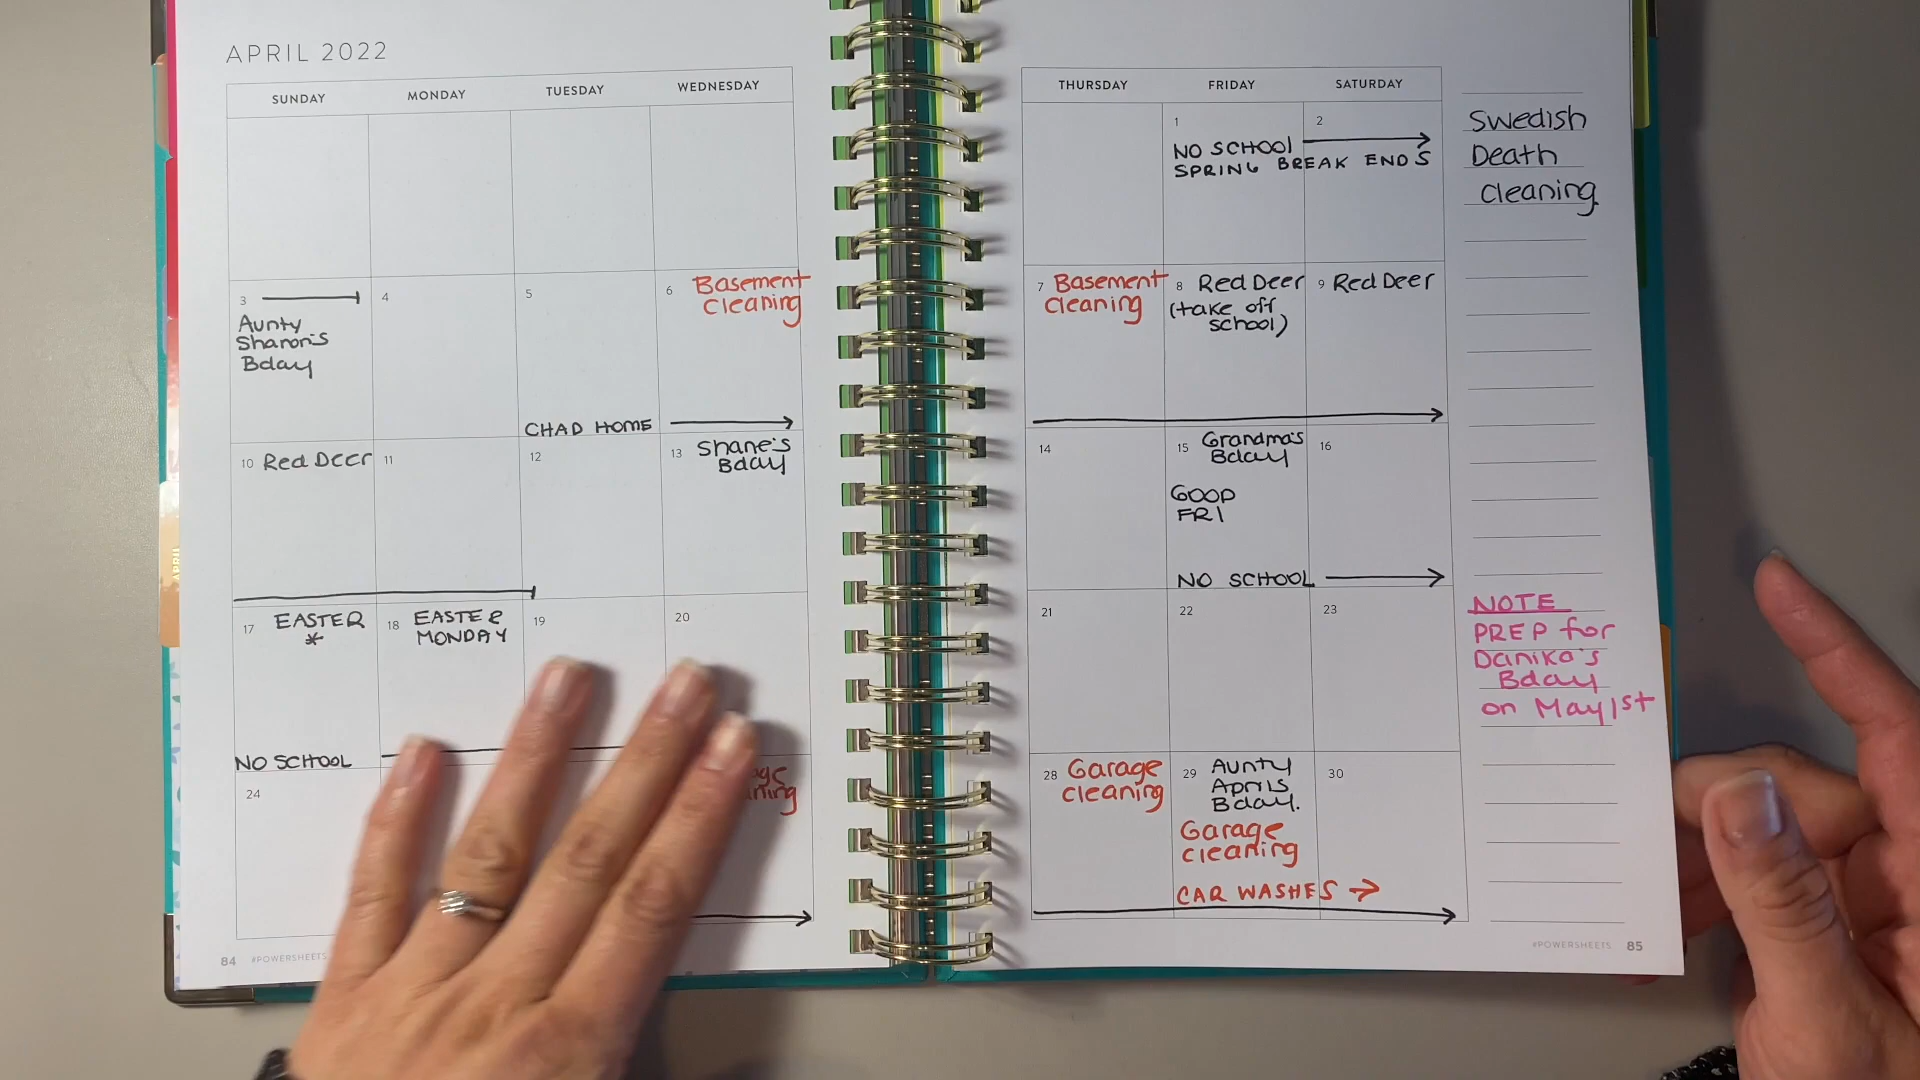 APRIL 2022
SUNDAY MONDAY TUESDAY WEDNESDAY THURSDAY FRIDAY SATURDAY
1
NO SCHOOL
SPRING BREAK ENDS
2
3
Aunty
Sharon's
Bday
4
5
CHAD HOME
6 Basement
Cleaning
7 Basement
Cleaning
8 Red Deer
(take off
school)
9 Red Deer
10 Red Deer
11
12
13 Shane's
Bday
14
15 Grandma's
Bday
GOOD
FRI
NO SCHOOL
16
17 EASTER
*
NO SCHOOL
18 EASTER
MONDAY
19
20
21
22
23
24
28 Garage
cleaning
29 Aunty
April's
Bday.
Garage
cleaning
CAR WASHES
30
Swedish
Death
Cleaning
NOTE
PREP for
Danika's
Bday
on May 1st
84 #POWERSHEETS
#POWERSHEETS 85
APRIL